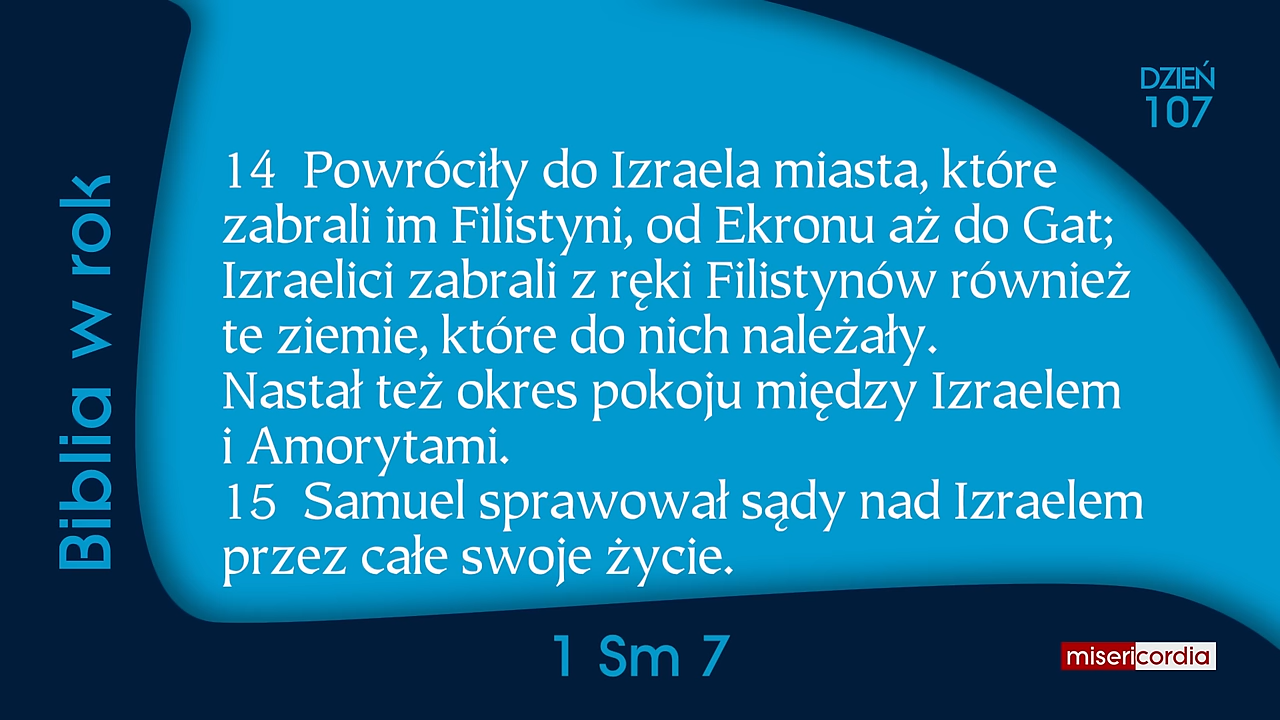 DZIEŃ
107
Biblia w rok
14 Powróciły do Izraela miasta, które
zabrali im Filistyni, od Ekronu aż do Gat;
Izraelici zabrali z ręki Filistynów również
te ziemie, które do nich należały.
Nastał też okres pokoju między Izraelem
i Amorytami.
15 Samuel sprawował sądy nad Izraelem
przez całe swoje życie.
1 Sm 7
misericordia